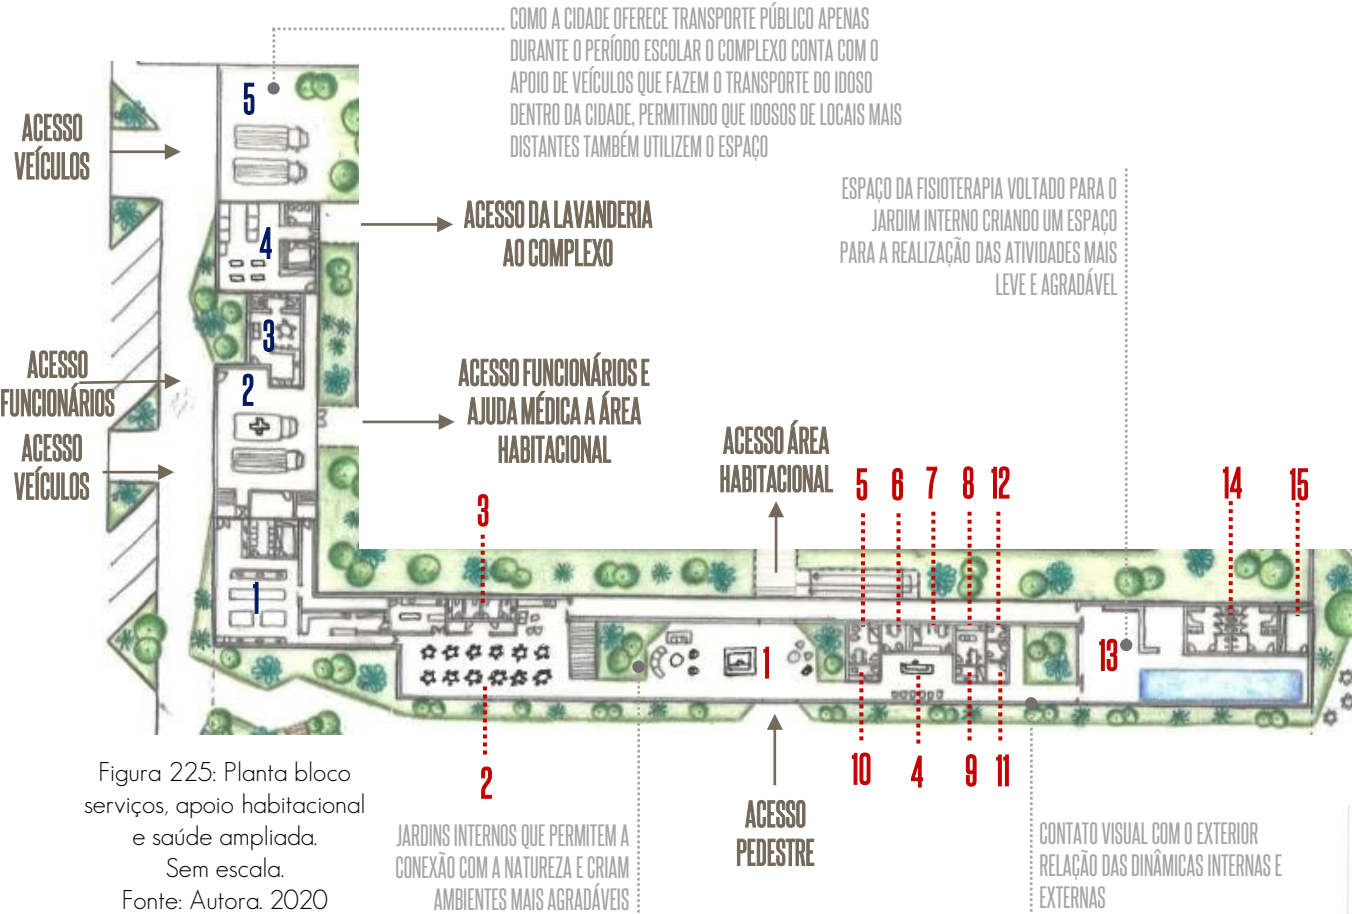 COMO A CIDADE OFERECE TRANSPORTE PÚBLICO APENAS
DURANTE O PERÍODO ESCOLAR O COMPLEXO CONTA COM O
APOIO DE VEÍCULOS QUE FAZEM O TRANSPORTE DO IDOSO
DENTRO DA CIDADE, PERMITINDO QUE IDOSOS DE LOCAIS MAIS
DISTANTES TAMBÉM UTILIZEM O ESPAÇO
5
ACESSO
VEÍCULOS
ESPAÇO DA FISIOTERAPIA VOLTADO PARA O
JARDIM INTERNO CRIANDO UM ESPAÇO
PARA A REALIZAÇÃO DAS ATIVIDADES MAIS
LEVE E AGRADÁVEL
ACESSO DA LAVANDERIA
AO COMPLEXO
4
3
ACESSO
FUNCIONÁRIOS
2
ACESSO FUNCIONÁRIOS E
AJUDA MÉDICA A ÁREA
HABITACIONAL
ACESSO
VEÍCULOS
ACESSO ÁREA
HABITACIONAL
3
5 6 7 8 12 14 15
1
1
13
2
10 4 9 11
ACESSO
PEDESTRE
Figura 225: Planta bloco
serviços, apoio habitacional
e saúde ampliada.
Sem escala.
Fonte: Autora. 2020
JARDINS INTERNOS QUE PERMITEM A
CONEXÃO COM A NATUREZA E CRIAM
AMBIENTES MAIS AGRADÁVEIS
CONTATO VISUAL COM O EXTERIOR
RELAÇÃO DAS DINÂMICAS INTERNAS E
EXTERNAS